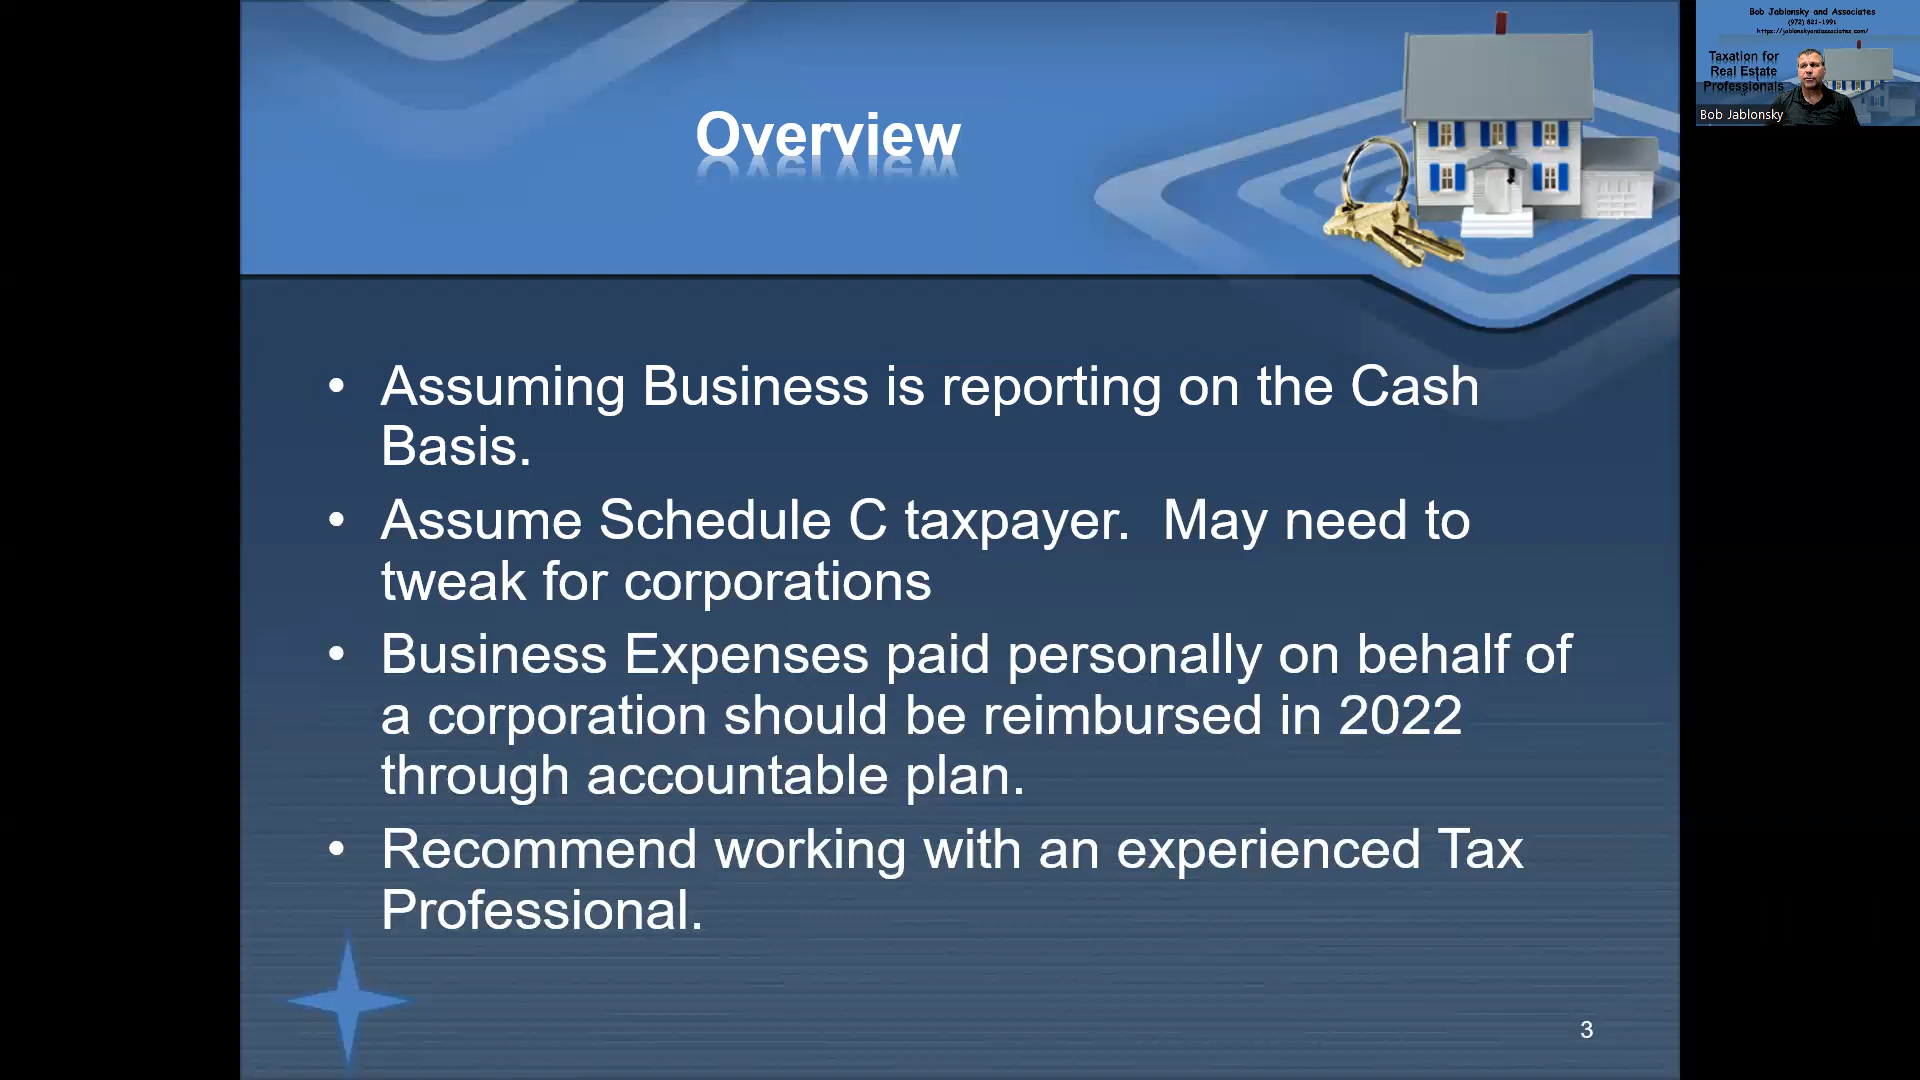 Overview
• Assuming Business is reporting on the Cash
Basis.
• Assume Schedule C taxpayer.  May need to
tweak for corporations
• Business Expenses paid personally on behalf of
a corporation should be reimbursed in 2022
through accountable plan.
• Recommend working with an experienced Tax
Professional.
3
Bob Jablonsky and Associates
(972) 821-1991
https://jablonskyandassociates.com/
Taxation for
Real Estate
Professionals
Bob Jablonsky